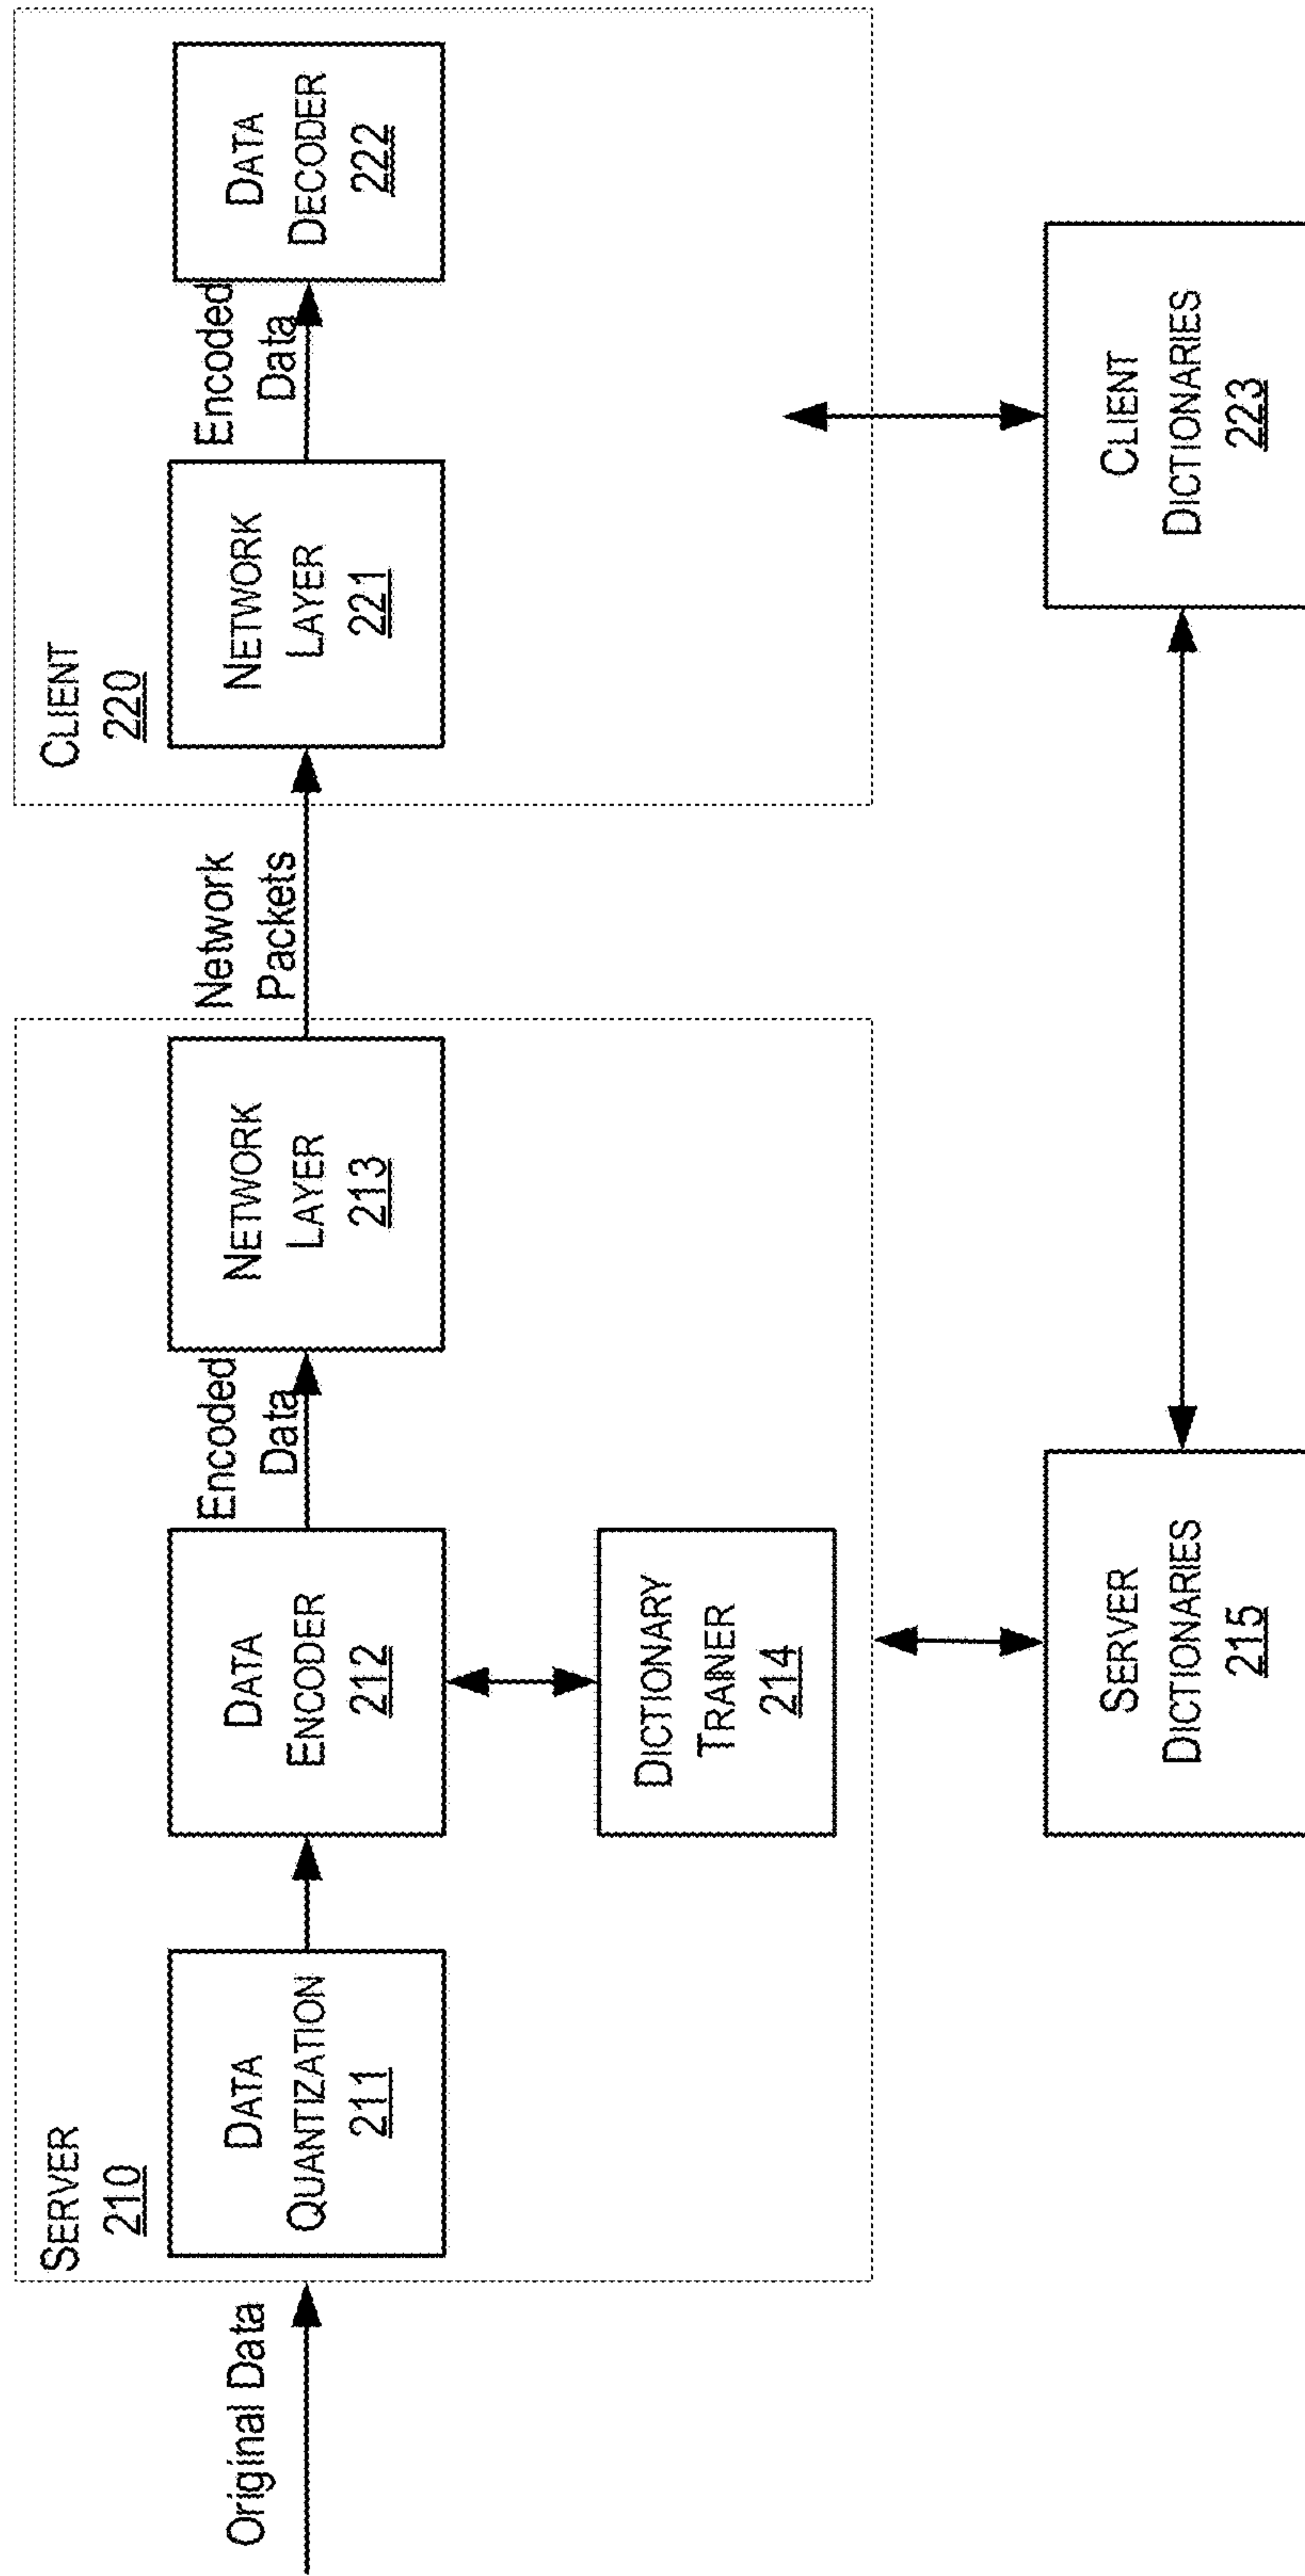 SERVER
210
Original Data
DATA
QUANTIZATION
211
DATA
ENCODER
212
Encoded
Data
NETWORK
LAYER
213
DICTIONARY
TRAINER
214
Network
Packets
CLIENT
220
NETWORK
LAYER
221
Encoded
Data
DATA
DECODER
222
SERVER
DICTIONARIES
215
CLIENT
DICTIONARIES
223